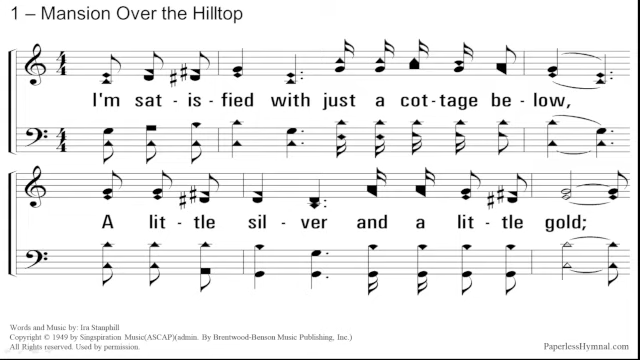 1 – Mansion Over the Hilltop
I'm sat - is - fied with just a cot-tage be - low,
A lit - tle sil - ver and a lit - tle gold;
Words and Music by: Ira Stanphill
Copyright © 1949 by Singspiration Music(ASCAP)(admin. By Brentwood-Benson Music Publishing, Inc.)
All Rights reserved. Used by permission.
PaperlessHymnal.com